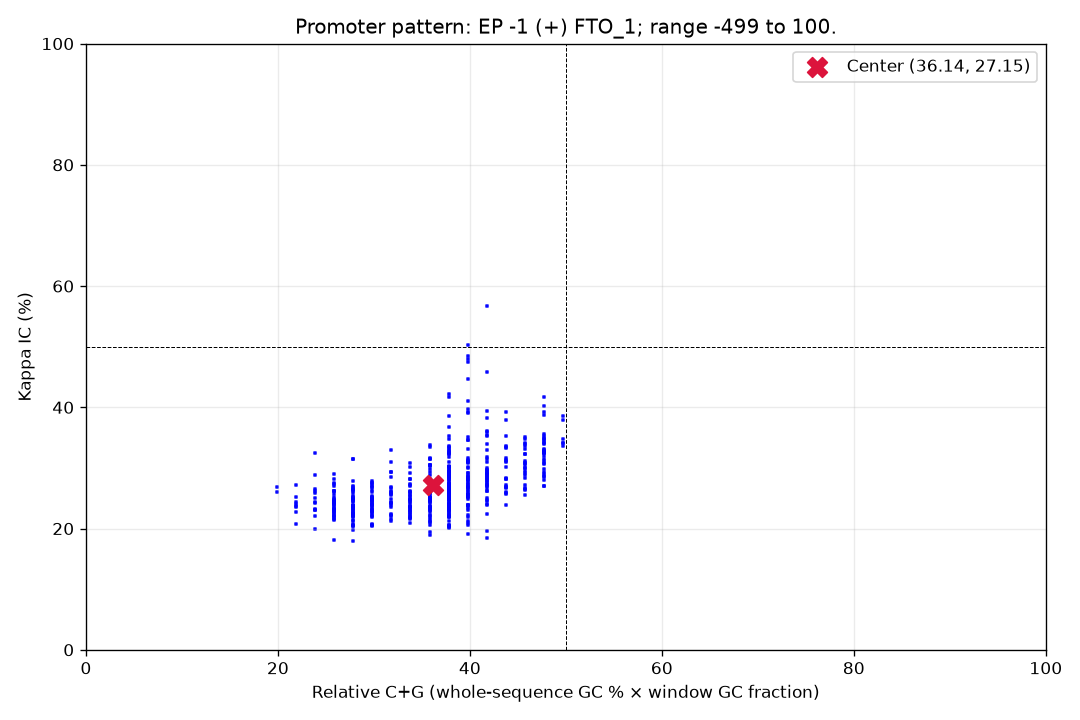 Promoter pattern: EP -1 (+) FTO_1; range -499 to 100.
Center (36.14, 27.15)
100
80
60
40
20
0
Kappa IC (%)
0 20 40 60 80 100
Relative C+G (whole-sequence GC % × window GC fraction)